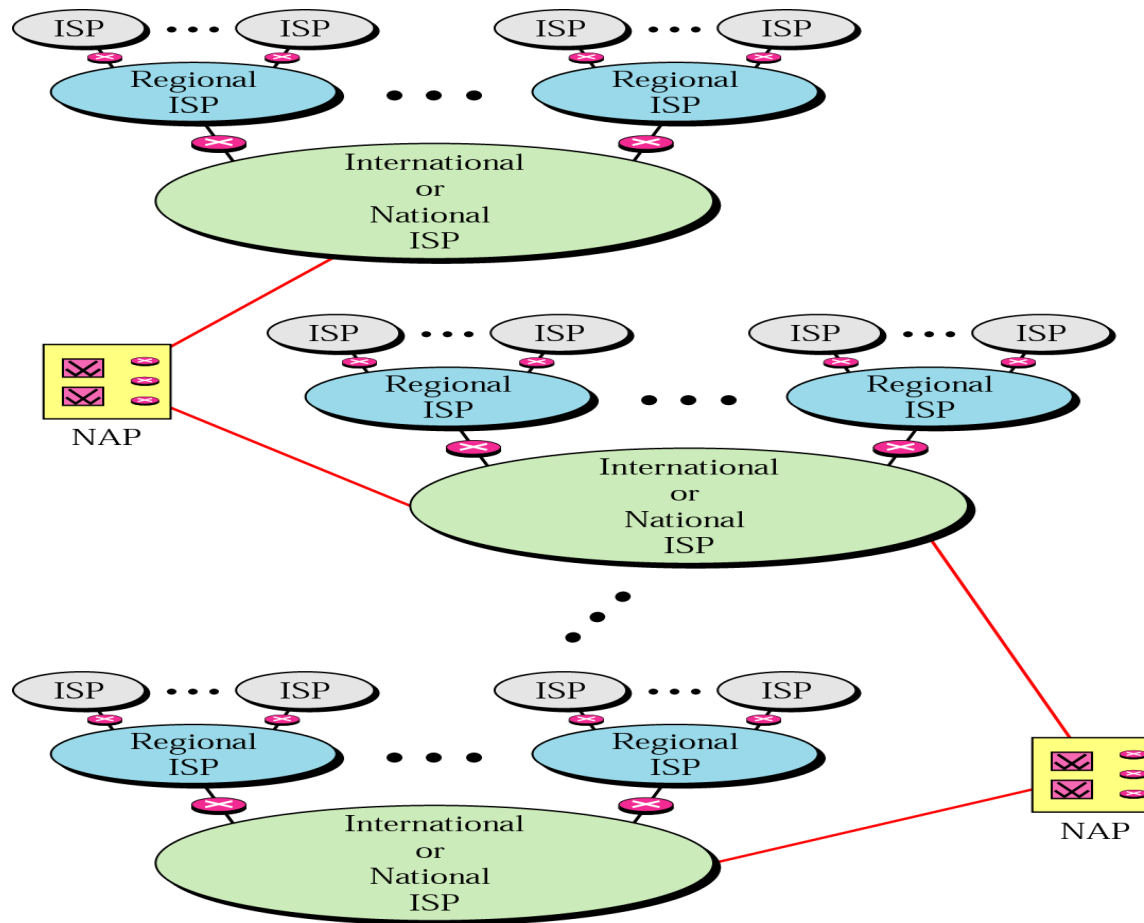 ISP
ISP
ISP
ISP
Regional
ISP
Regional
ISP
International
or
National
ISP
ISP
ISP
ISP
ISP
Regional
ISP
Regional
ISP
NAP
International
or
National
ISP
ISP
ISP
ISP
ISP
Regional
ISP
Regional
ISP
NAP
International
or
National
ISP